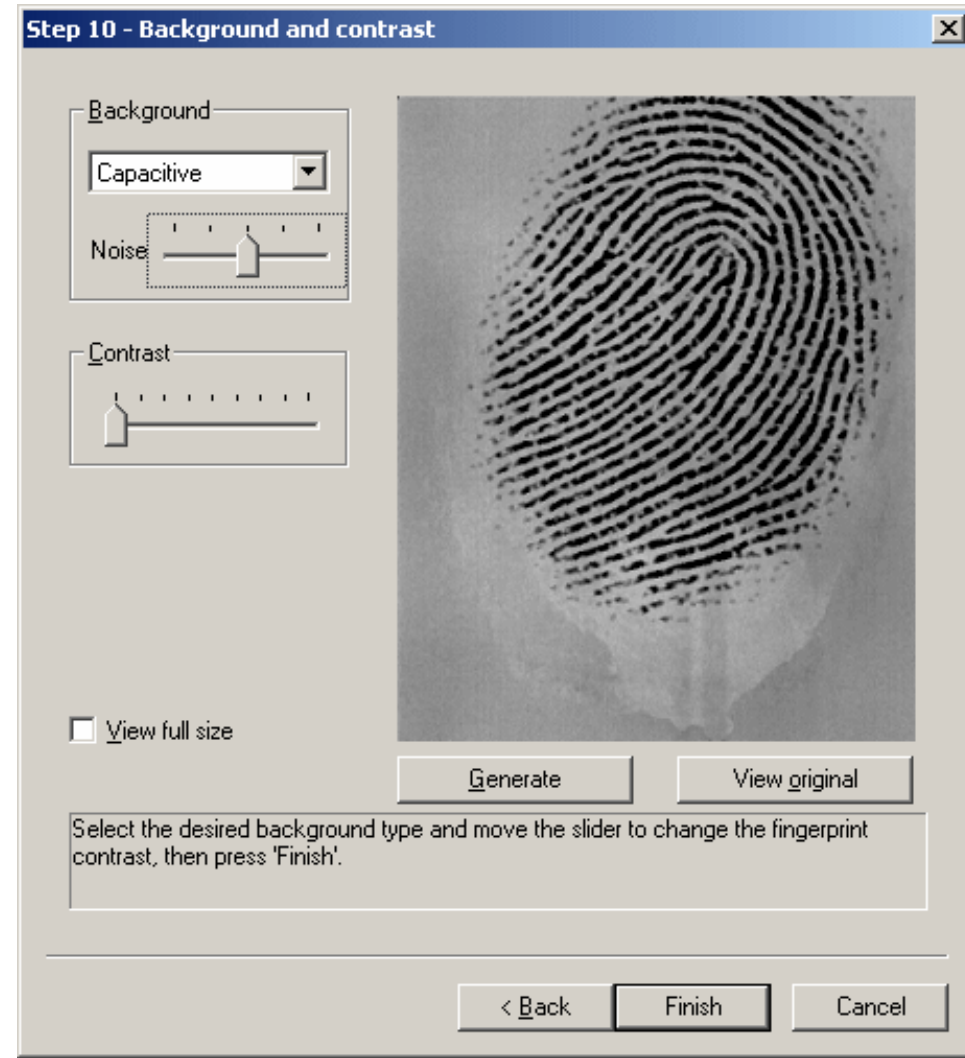 Step 10 - Background and contrast
Background
Capacitive
Noise
Contrast
View full size
Generate
View original
Select the desired background type and move the slider to change the fingerprint
contrast, then press 'Finish'.
< Back
Finish
Cancel